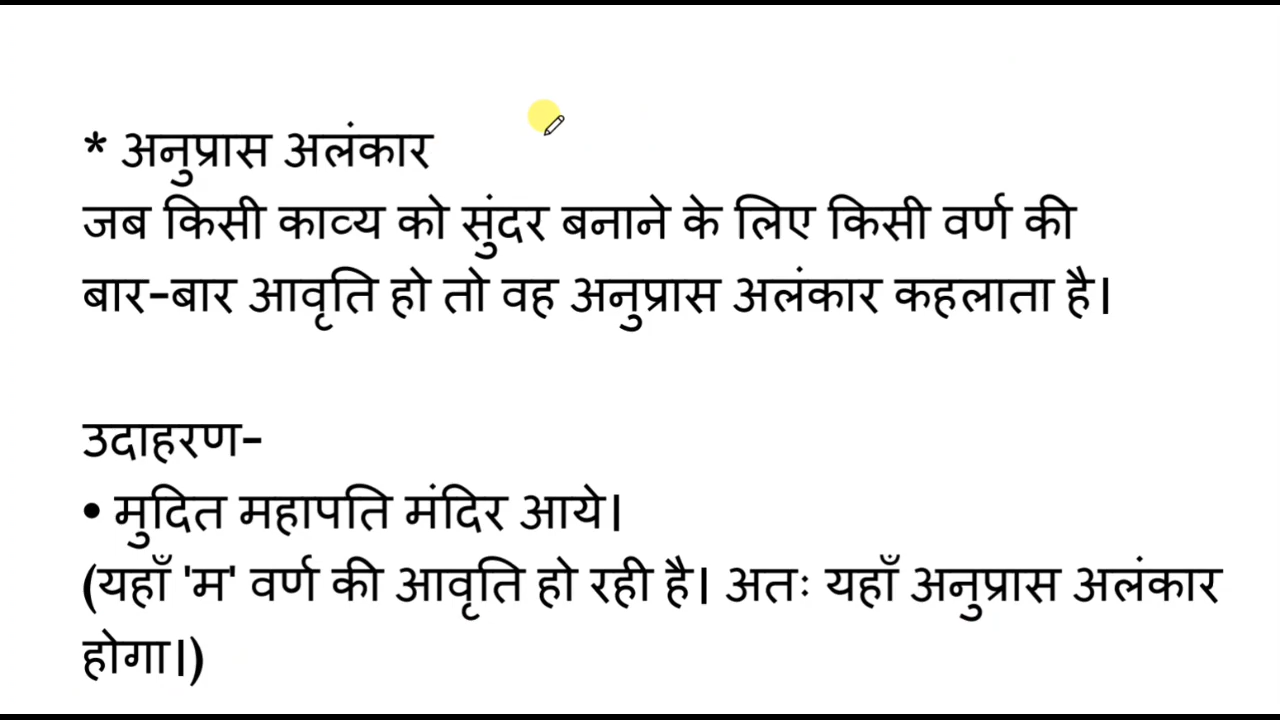 * अनुप्रास अलंकार
जब किसी काव्य को सुंदर बनाने के लिए किसी वर्ण की
बार-बार आवृति हो तो वह अनुप्रास अलंकार कहलाता है।
उदाहरण-
• मुदित महापति मंदिर आये।
(यहाँ 'म' वर्ण की आवृति हो रही है। अतः यहाँ अनुप्रास अलंकार
होगा।)